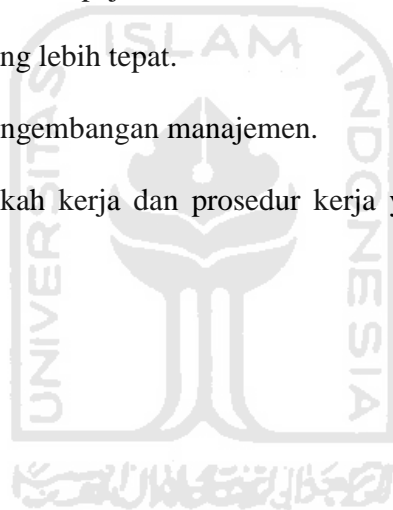 ng lebih tepat.
ngembangan manajemen.
kah kerja dan prosedur kerja y
UNIVERSITAS
ISLAM
INDONESIA